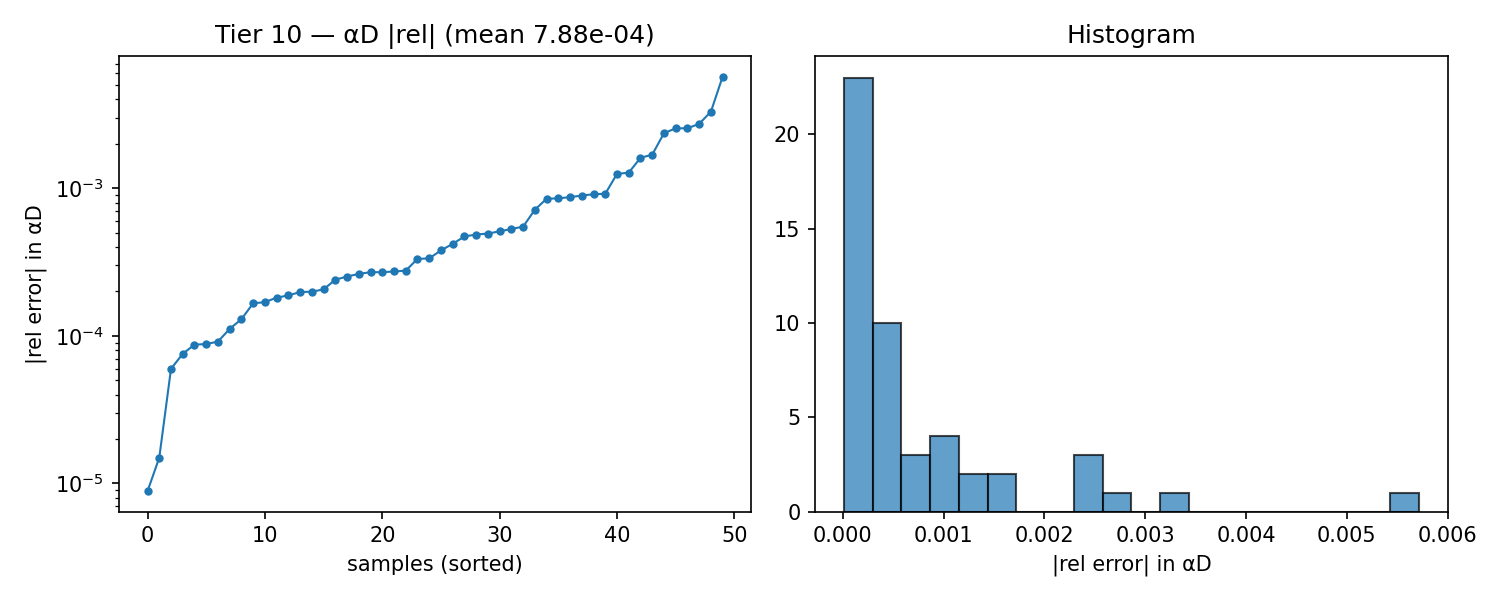 Tier 10 — αD |rel| (mean 7.88e-04)
|rel error| in αD
10⁻³
10⁻⁴
10⁻⁵
0 10 20 30 40 50
samples (sorted)
Histogram
20
15
10
5
0
0.000 0.001 0.002 0.003 0.004 0.005 0.006
|rel error| in αD